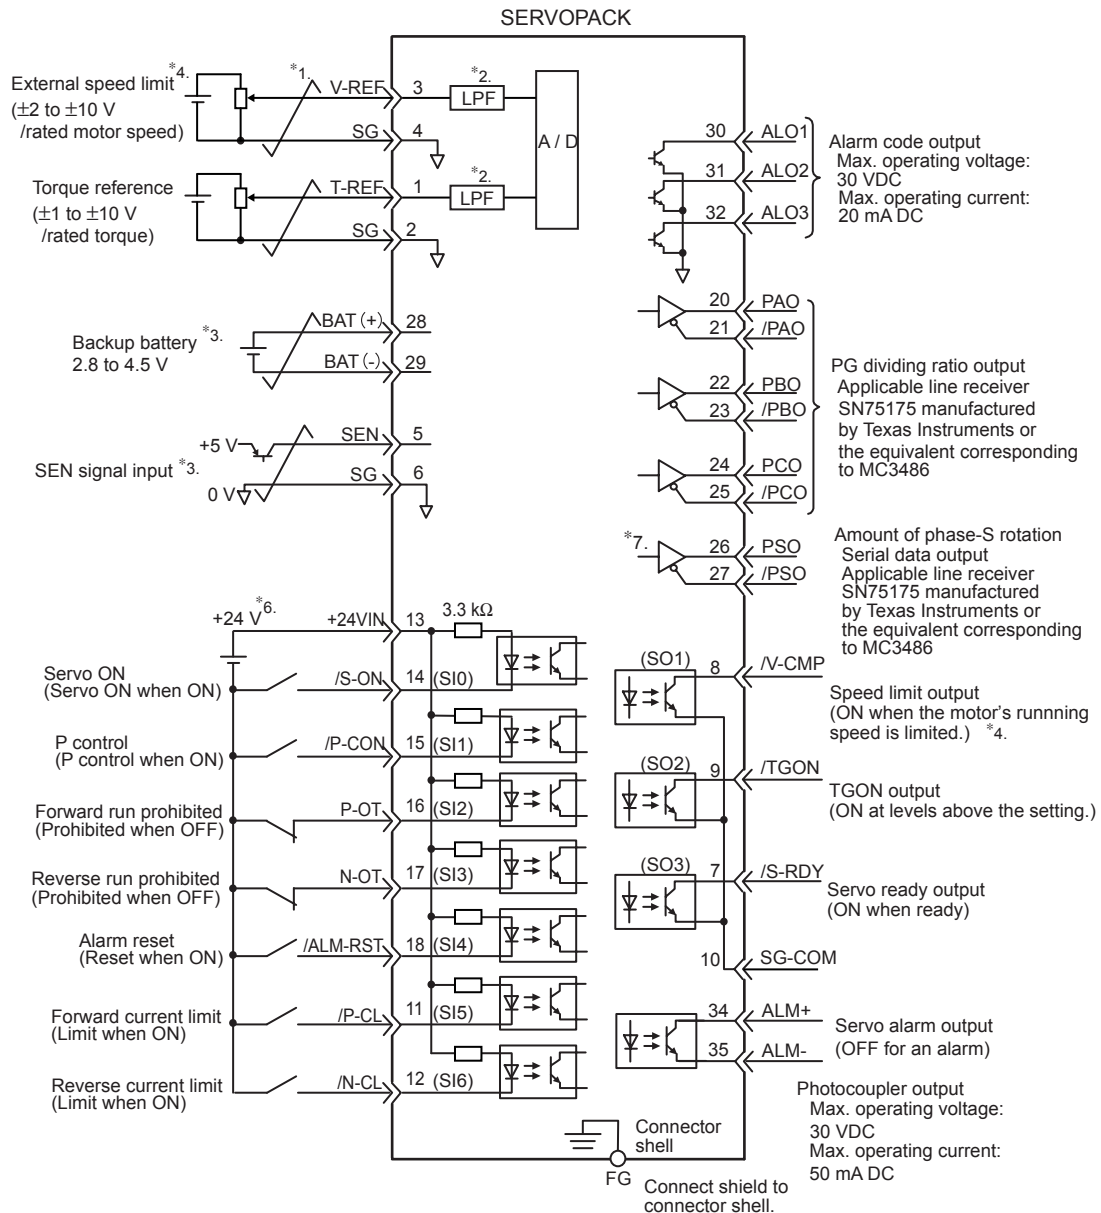 SERVOPACK
External speed limit *4.
(±2 to ±10 V
/rated motor speed)
*1.
V-REF 3
*2.
LPF
SG 4
A / D
Torque reference
(±1 to ±10 V
/rated torque)
T-REF 1
*2.
LPF
SG 2
Backup battery *3.
2.8 to 4.5 V
BAT (+) 28
BAT (-) 29
+5 V
SEN 5
SEN signal input *3.
0 V
SG 6
+24 V *6.
+24VIN 13
3.3 kΩ
Servo ON
(Servo ON when ON)
/S-ON 14 (SI0)
P control
(P control when ON)
/P-CON 15 (SI1)
Forward run prohibited
(Prohibited when OFF)
P-OT 16 (SI2)
Reverse run prohibited
(Prohibited when OFF)
N-OT 17 (SI3)
Alarm reset
(Reset when ON)
/ALM-RST 18 (SI4)
Forward current limit
(Limit when ON)
/P-CL 11 (SI5)
Reverse current limit
(Limit when ON)
/N-CL 12 (SI6)
30 ALO1
31 ALO2
32 ALO3
Alarm code output
Max. operating voltage:
30 VDC
Max. operating current:
20 mA DC
20 PAO
21 /PAO
22 PBO
23 /PBO
24 PCO
25 /PCO
PG dividing ratio output
Applicable line receiver
SN75175 manufactured
by Texas Instruments or
the equivalent corresponding
to MC3486
*7.
26 PSO
27 /PSO
Amount of phase-S rotation
Serial data output
Applicable line receiver
SN75175 manufactured
by Texas Instruments or
the equivalent corresponding
to MC3486
(SO1) 8 /V-CMP
Speed limit output
(ON when the motor's runnning
speed is limited.) *4.
(SO2) 9 /TGON
TGON output
(ON at levels above the setting.)
(SO3) 7 /S-RDY
Servo ready output
(ON when ready)
10 SG-COM
34 ALM+
35 ALM-
Servo alarm output
(OFF for an alarm)
Photocoupler output
Max. operating voltage:
30 VDC
Max. operating current:
50 mA DC
Connector
shell
FG
Connect shield to
connector shell.